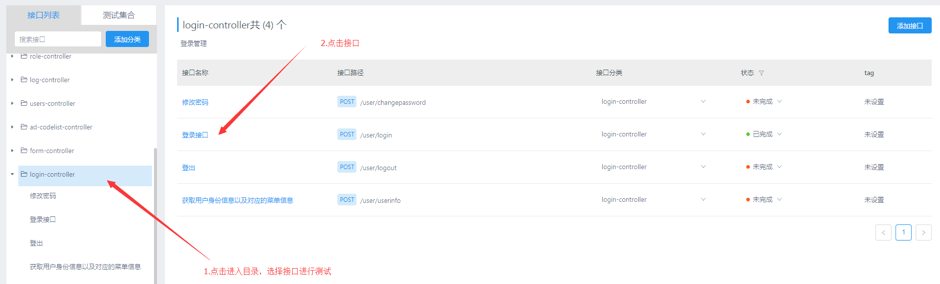 接口列表
测试集合
搜索接口
添加分类
role-controller
log-controller
users-controller
ad-codelist-controller
form-controller
login-controller
修改密码
登录接口
登出
获取用户身份信息以及对应的菜单信息
login-controller共 (4) 个
添加接口
登录管理
2.点击接口
接口名称 接口路径 接口分类 状态 tag
修改密码 POST /user/changepassword login-controller 未完成 未设置
登录接口 POST /user/login login-controller 已完成 未设置
登出 POST /user/logout login-controller 未完成 未设置
获取用户身份信息以及对应的菜单信息 POST /user/userinfo login-controller 未完成 未设置
1
1.点击进入目录，选择接口进行测试